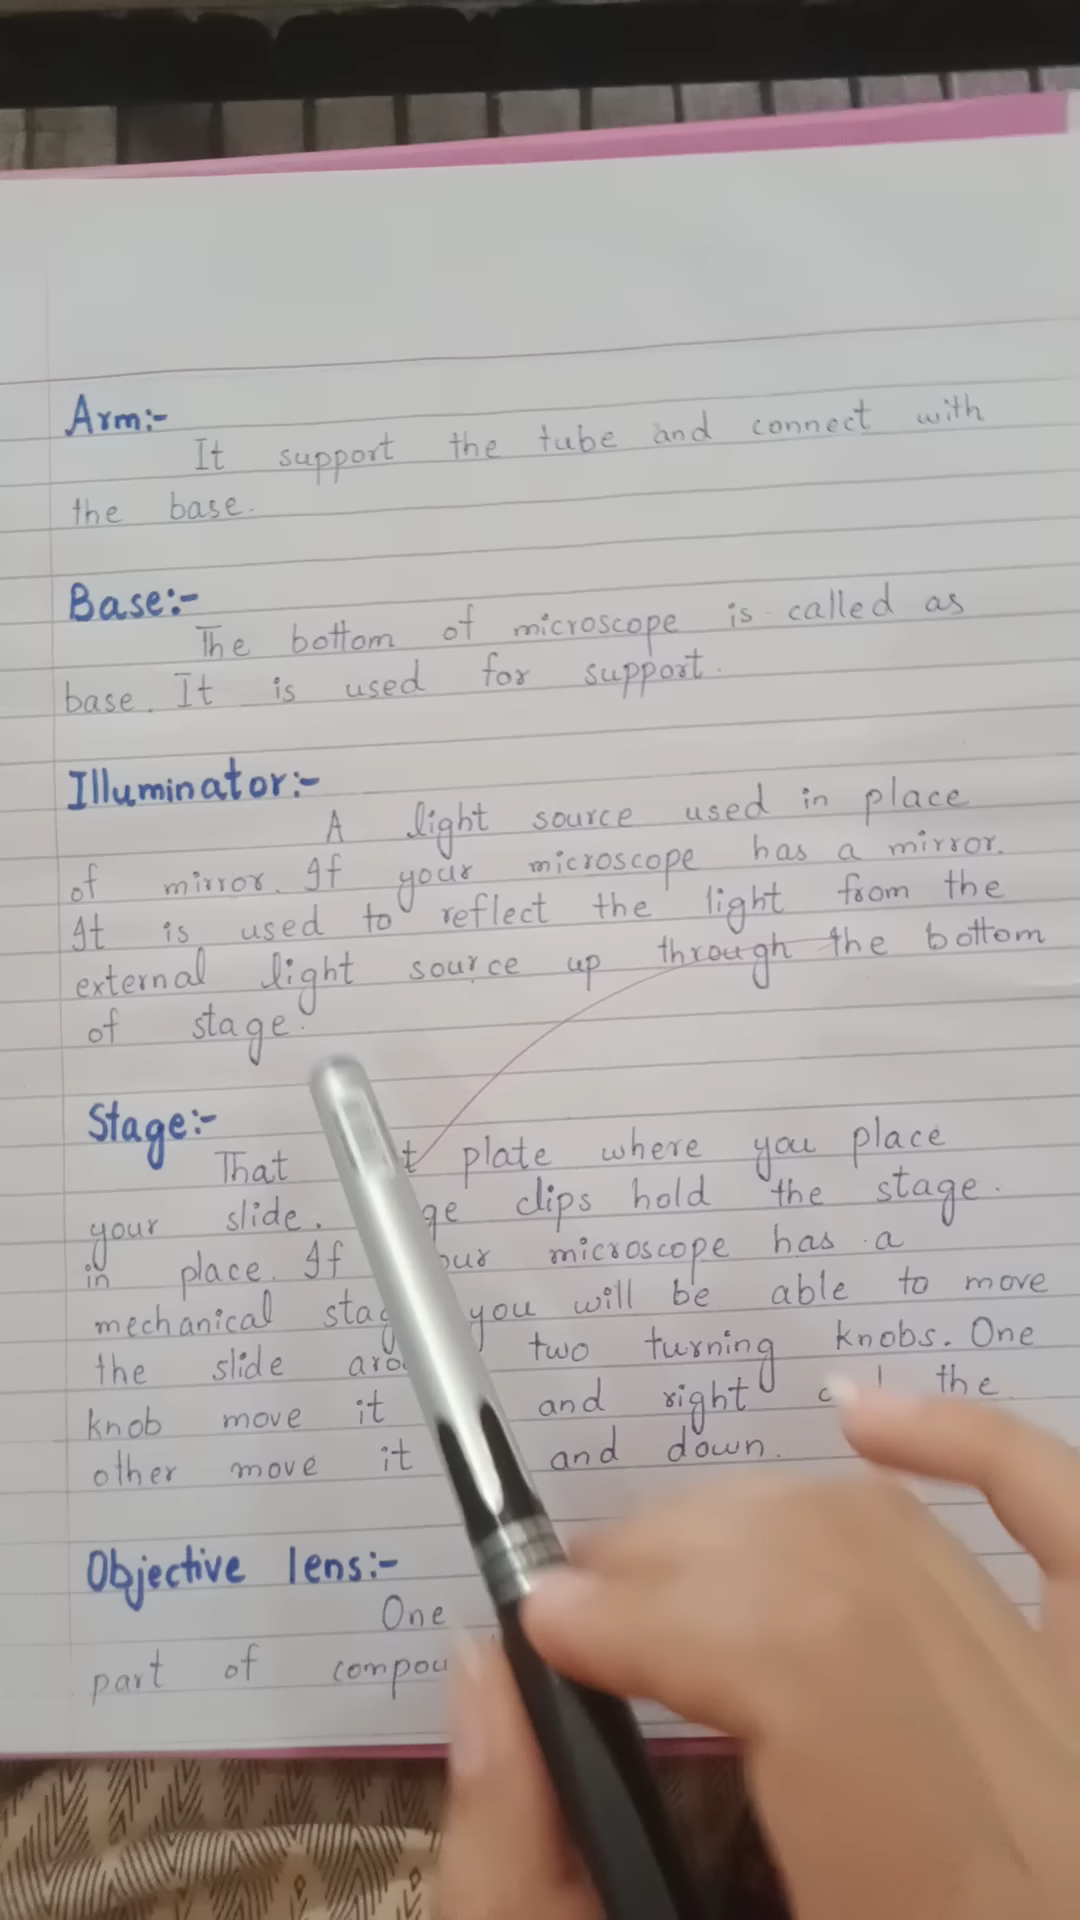 Arm:-
It support the tube and connect with
the base.
Base:-
The bottom of microscope is called as
base. It is used for support.
Illuminator:-
A light source used in place
of mirror. If your microscope has a mirror.
It is used to reflect the light from the
external light source up through the bottom
of stage.
Stage:-
That plate where you place
your slide. clips hold the stage.
in place. If microscope has a
mechanical you will be able to move
the slide two turning knobs. One
knob move it and right the
other move it and down.
Objective lens:-
One
part of